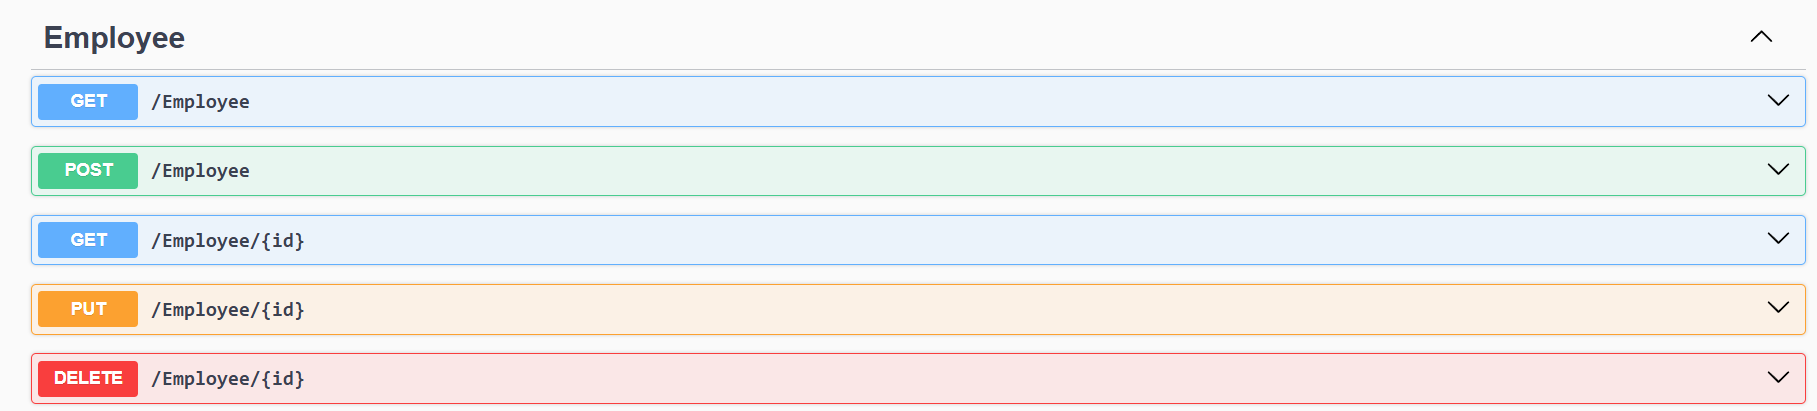 Employee
GET /Employee
POST /Employee
GET /Employee/{id}
PUT /Employee/{id}
DELETE /Employee/{id}